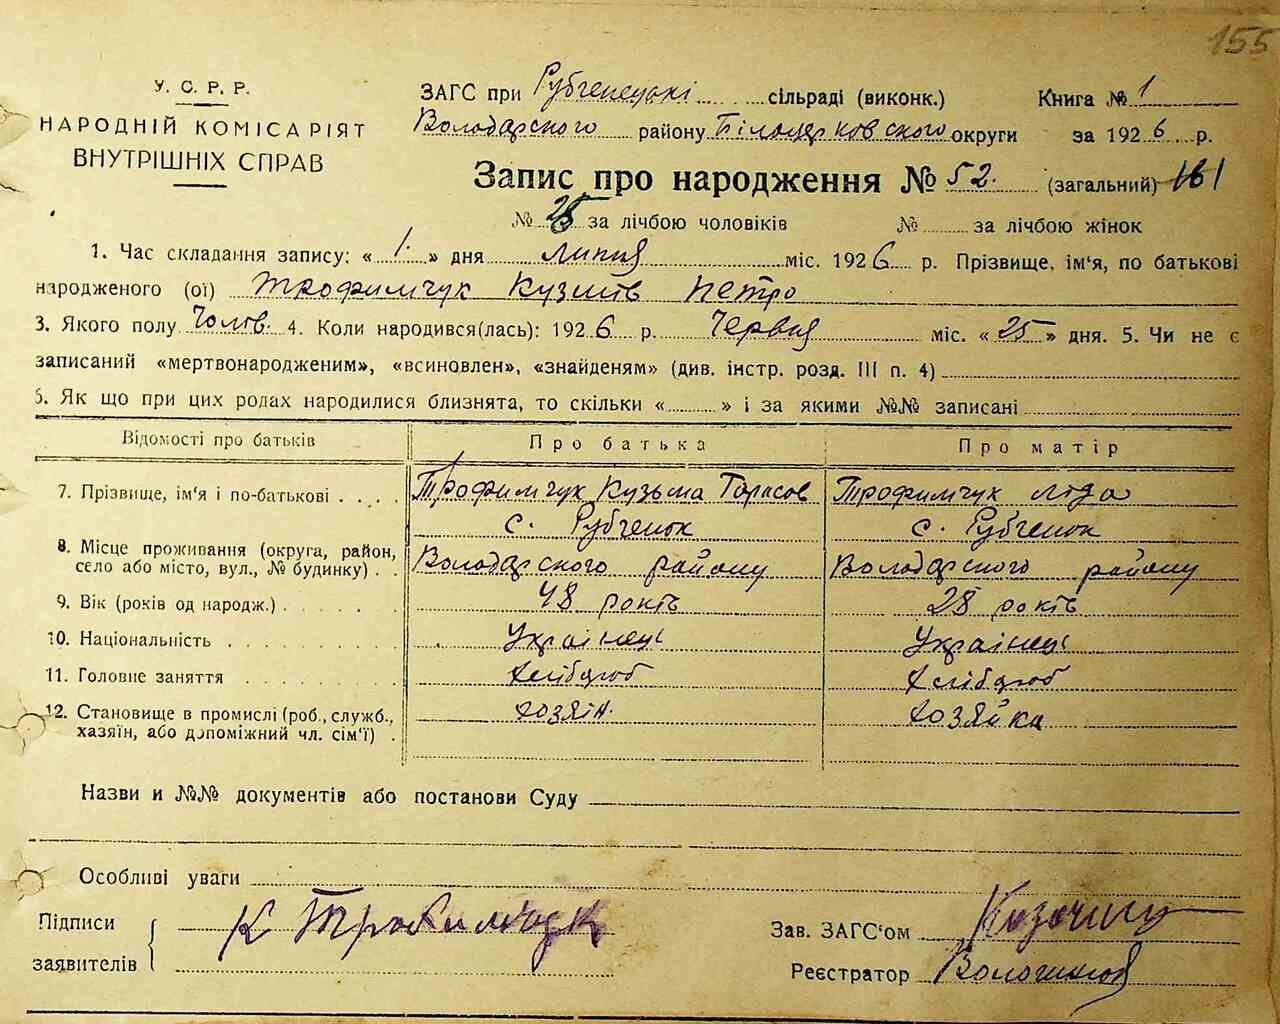 155
У. С. Р. Р.
НАРОДНІЙ КОМІСАРІЯТ
ВНУТРІШНІХ СПРАВ
ЗАГС при сільраді (виконк.) Книга № 1
Володарского району Білоцерковского округи за 1926 р.
Запис про народження № 52. (загальний) 161
№ 25 за лічбою чоловіків № за лічбою жінок
1. Час складання запису: « 1 » дня липня міс. 1926 р. Прізвище, ім'я, по батькові
народженого (ої) Трофимчук Кузмів Петро
3. Якого полу Чолов. 4. Коли народився(лась): 1926 р. Червня міс. « 25 » дня. 5. Чи не є
записаний «мертвонародженим», «всиновлен», «знайденям» (див. інстр. розд. III п. 4)
6. Як що при цих родах народилися близнята, то скільки « » і за якими №№ записані
Відомості про батьків Про батька Про матір
7. Прізвище, ім'я і по-батькові . . . . Трофимчук Кузьма Тарасов Трофимчук Ліда
с. Рубченок с. Рубченок
8. Місце проживання (округа, район, село або місто, вул., № будинку) . . Володарского району Володарского району
9. Вік (років од народж.) . . . . . . 48 років 28 років
10. Національність . . . . . . . . . Українец Українец
11. Головне заняття . . . . . . . . Хлібороб Хлібороб
12. Становище в промислі (роб., служб., хазяїн, або допоміжний чл. сім'ї) . хозяїн. хозяйка
Назви и №№ документів або постанови Суду
Особливі уваги
Підписи заявителів К Трофимчук
Зав. ЗАГС'ом
Реєстратор